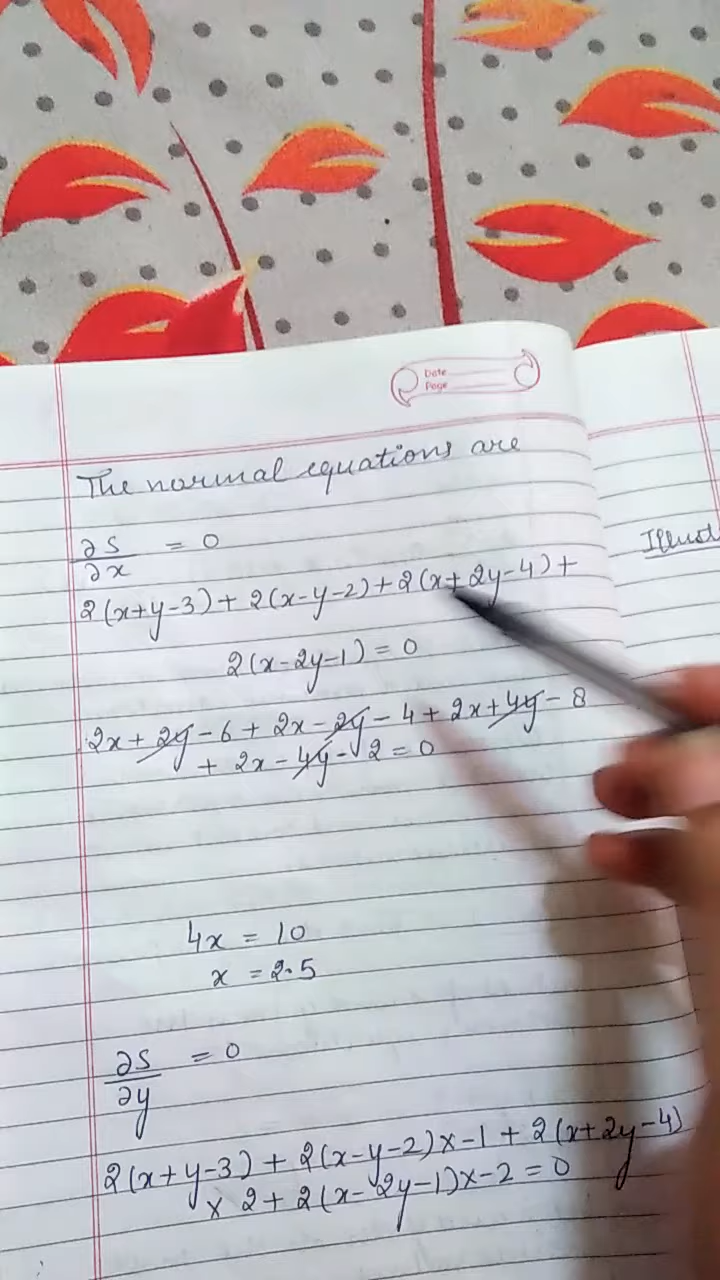 Date
Page
The normal equations are
∂S/∂x = 0
2(x+y-3) + 2(x-y-2) + 2(x+2y-4) +
2(x-2y-1) = 0
2x + 2y - 6 + 2x - 2y - 4 + 2x + 4y - 8
+ 2x - 4y - 2 = 0
4x = 10
x = 2.5
∂S/∂y = 0
2(x+y-3) + 2(x-y-2)x-1 + 2(x+2y-4)
x 2 + 2(x-2y-1)x-2 = 0